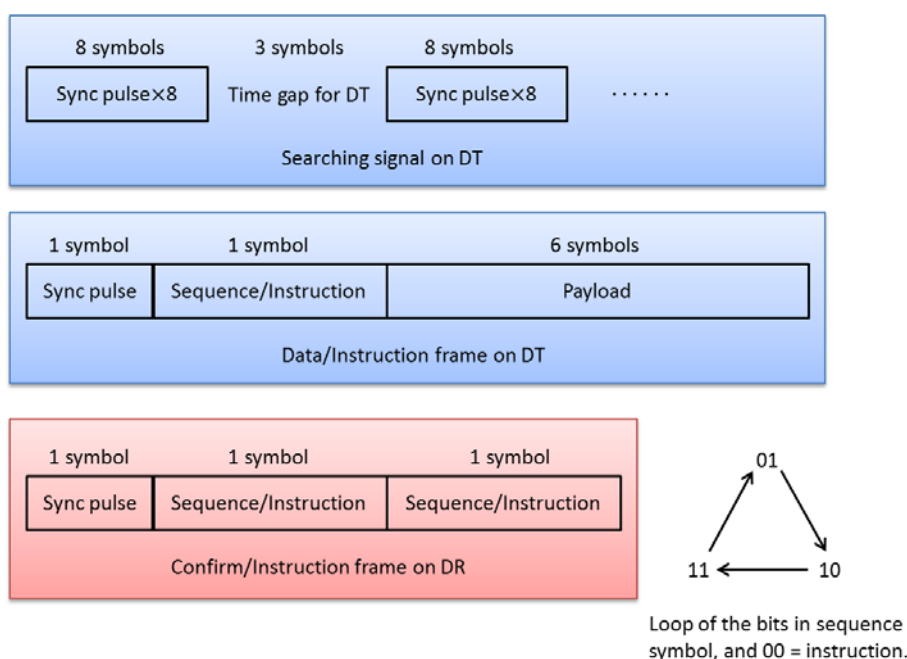 8 symbols 3 symbols 8 symbols
Sync pulse×8 Time gap for DT Sync pulse×8 ······
Searching signal on DT
1 symbol 1 symbol 6 symbols
Sync pulse Sequence/Instruction Payload
Data/Instruction frame on DT
1 symbol 1 symbol 1 symbol
Sync pulse Sequence/Instruction Sequence/Instruction
Confirm/Instruction frame on DR
01
11 10
Loop of the bits in sequence
symbol, and 00 = instruction.